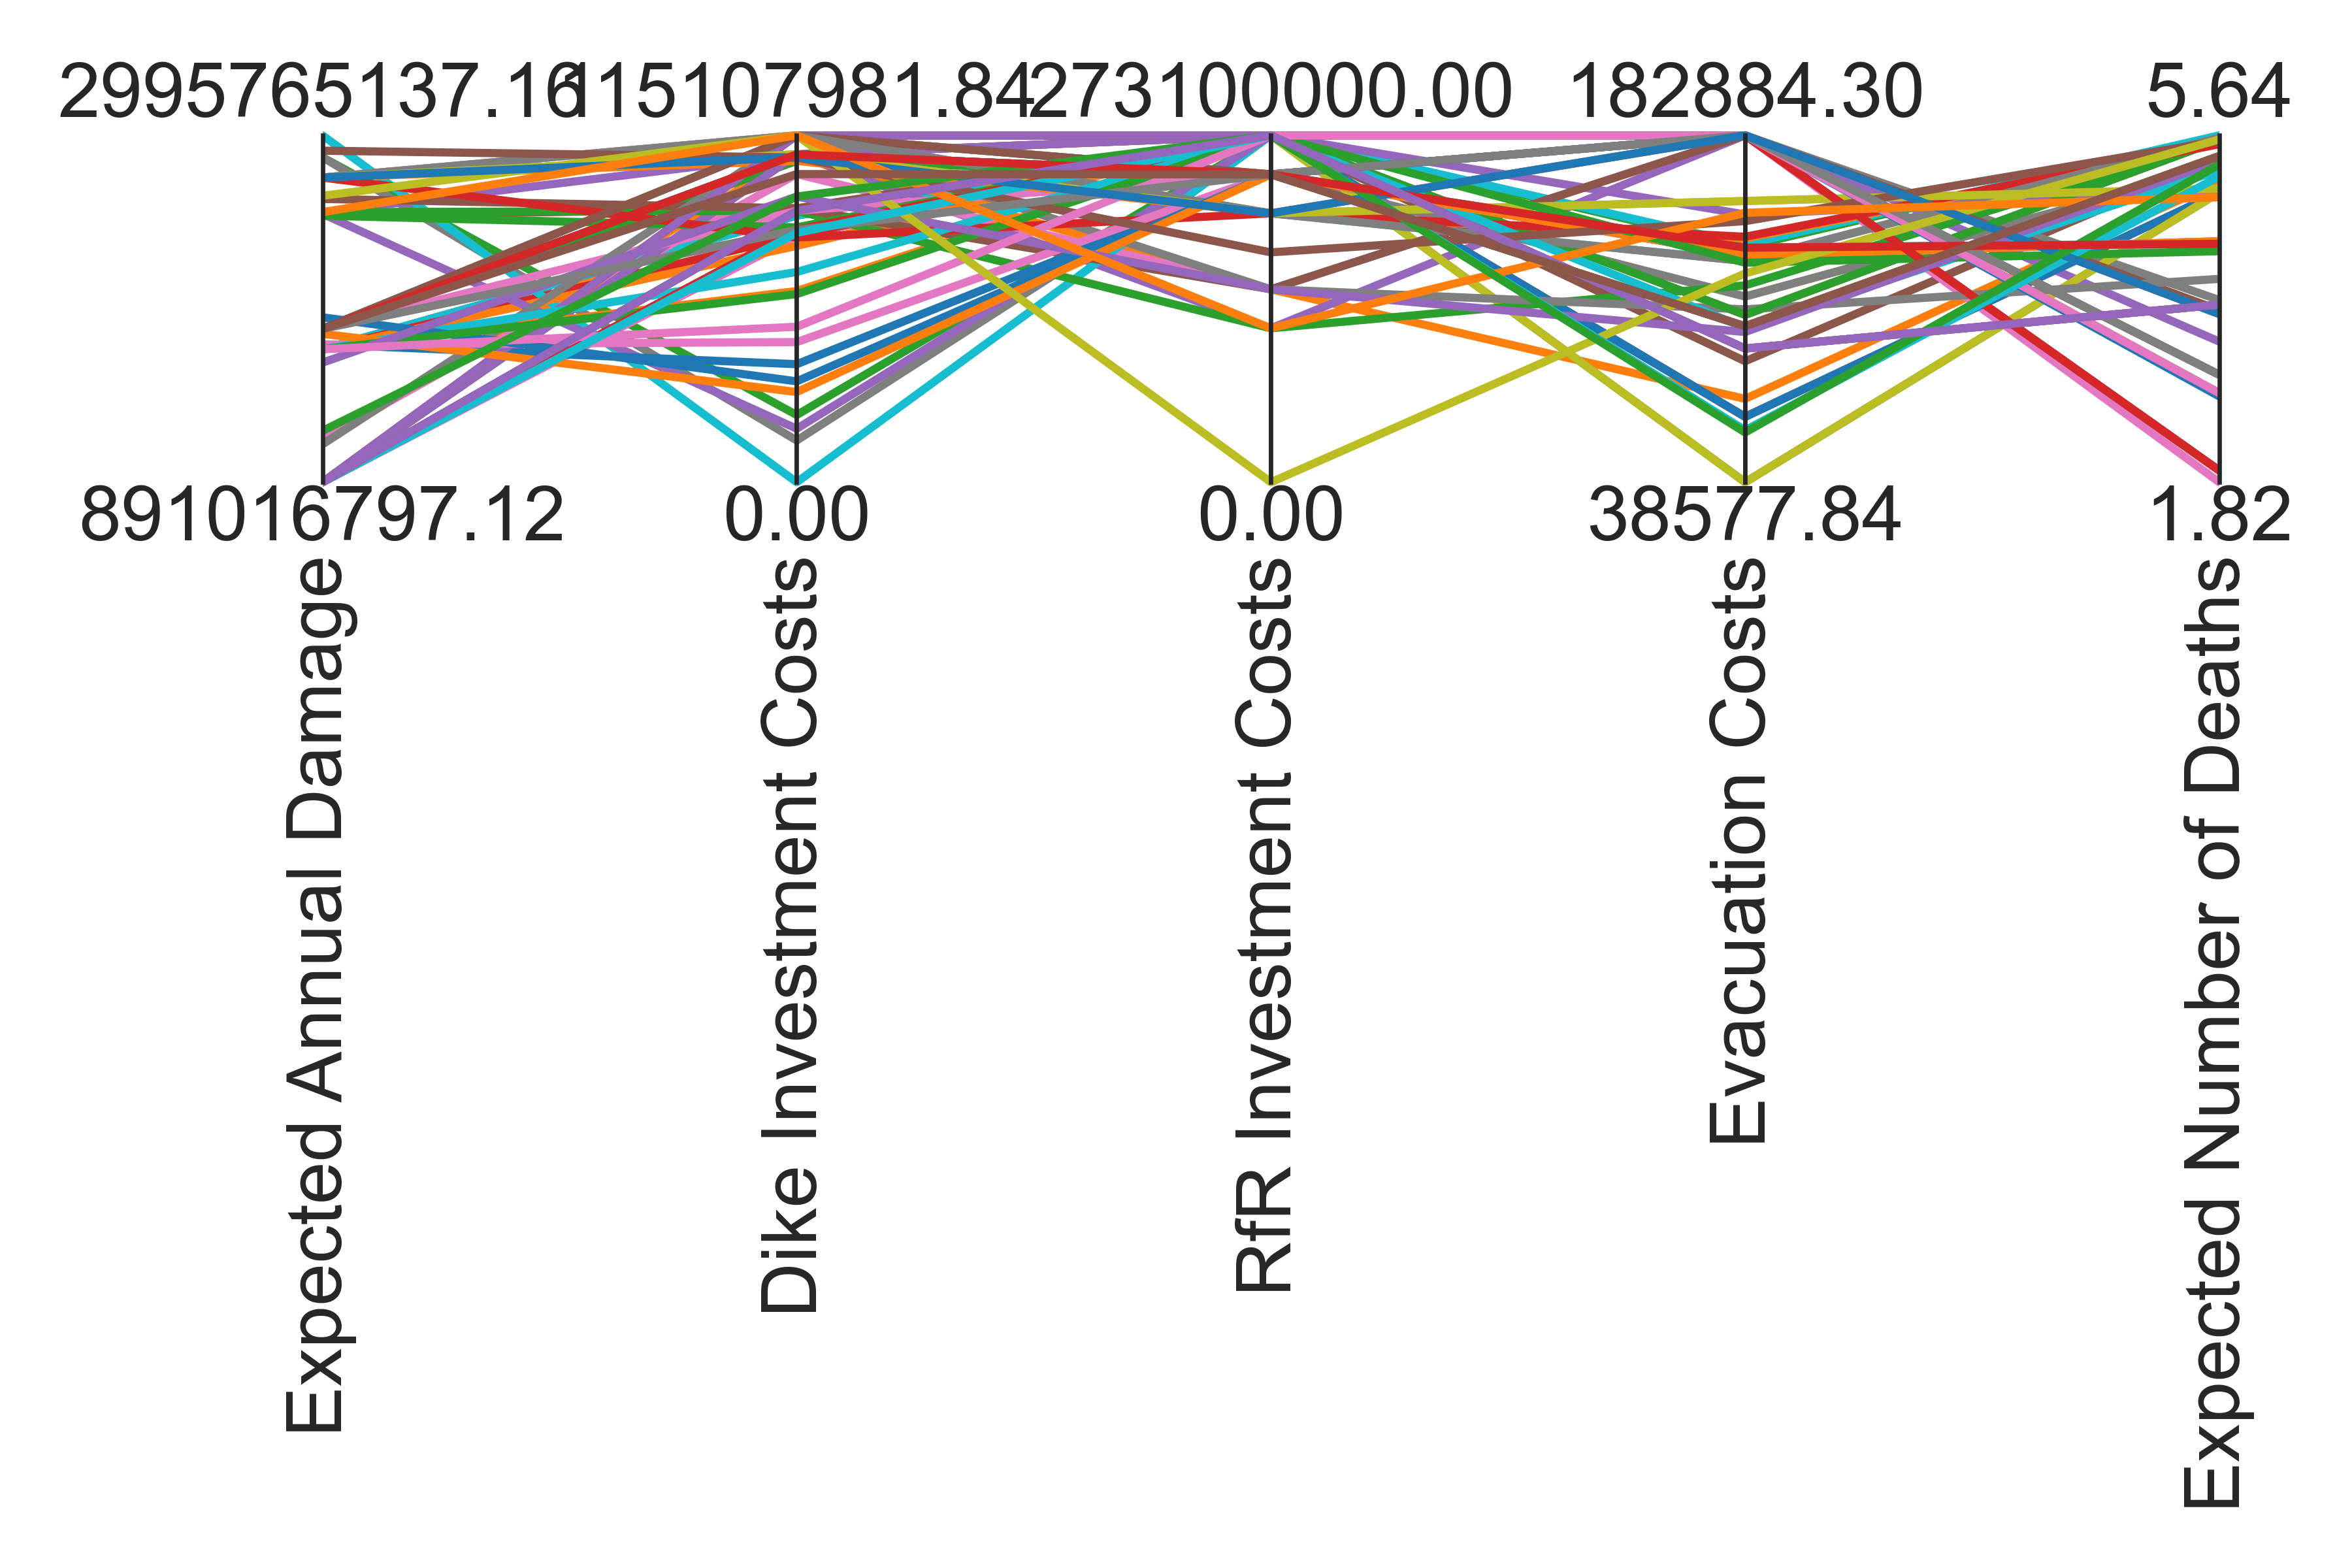 2995765137.16
115107981.84
273100000.00
182884.30
5.64
891016797.12
0.00
0.00
38577.84
1.82
Expected Annual Damage
Dike Investment Costs
RfR Investment Costs
Evacuation Costs
Expected Number of Deaths